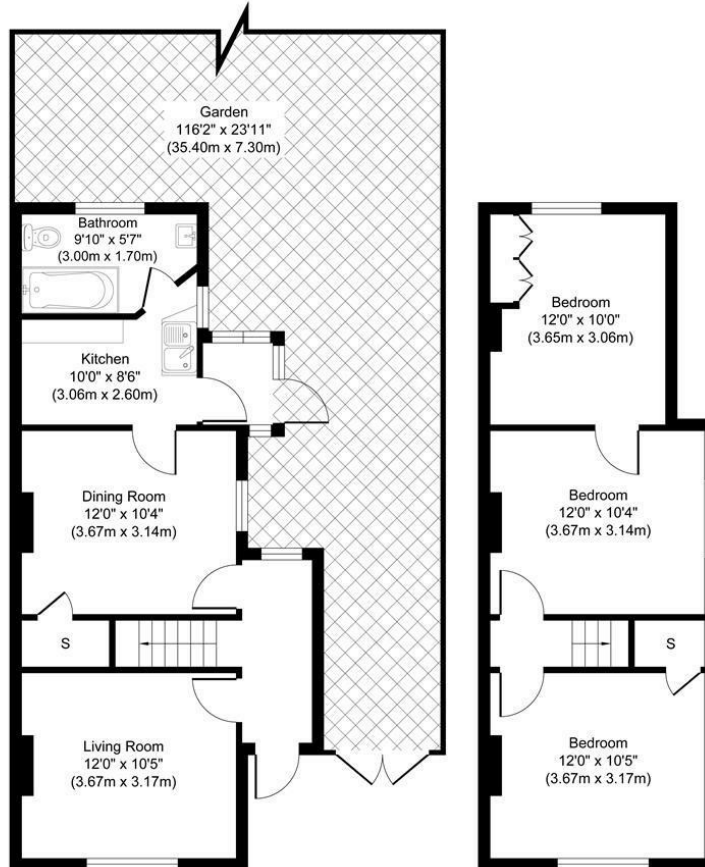 Garden
116'2" x 23'11"
(35.40m x 7.30m)
Bathroom
9'10" x 5'7"
(3.00m x 1.70m)
Kitchen
10'0" x 8'6"
(3.06m x 2.60m)
Dining Room
12'0" x 10'4"
(3.67m x 3.14m)
S
Living Room
12'0" x 10'5"
(3.67m x 3.17m)
Bedroom
12'0" x 10'0"
(3.65m x 3.06m)
Bedroom
12'0" x 10'4"
(3.67m x 3.14m)
S
Bedroom
12'0" x 10'5"
(3.67m x 3.17m)